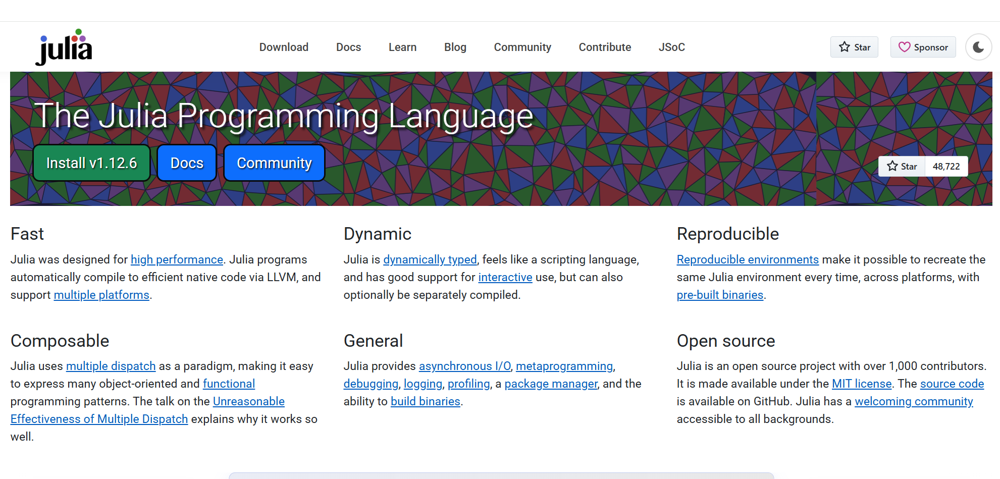 julia
Download Docs Learn Blog Community Contribute JSoC
Star Sponsor
The Julia Programming Language
Install v1.12.6 Docs Community
Star 48,722
Fast
Julia was designed for high performance. Julia programs
automatically compile to efficient native code via LLVM, and
support multiple platforms.
Dynamic
Julia is dynamically typed, feels like a scripting language,
and has good support for interactive use, but can also
optionally be separately compiled.
Reproducible
Reproducible environments make it possible to recreate the
same Julia environment every time, across platforms, with
pre-built binaries.
Composable
Julia uses multiple dispatch as a paradigm, making it easy
to express many object-oriented and functional
programming patterns. The talk on the Unreasonable
Effectiveness of Multiple Dispatch explains why it works so
well.
General
Julia provides asynchronous I/O, metaprogramming,
debugging, logging, profiling, a package manager, and the
ability to build binaries.
Open source
Julia is an open source project with over 1,000 contributors.
It is made available under the MIT license. The source code
is available on GitHub. Julia has a welcoming community
accessible to all backgrounds.